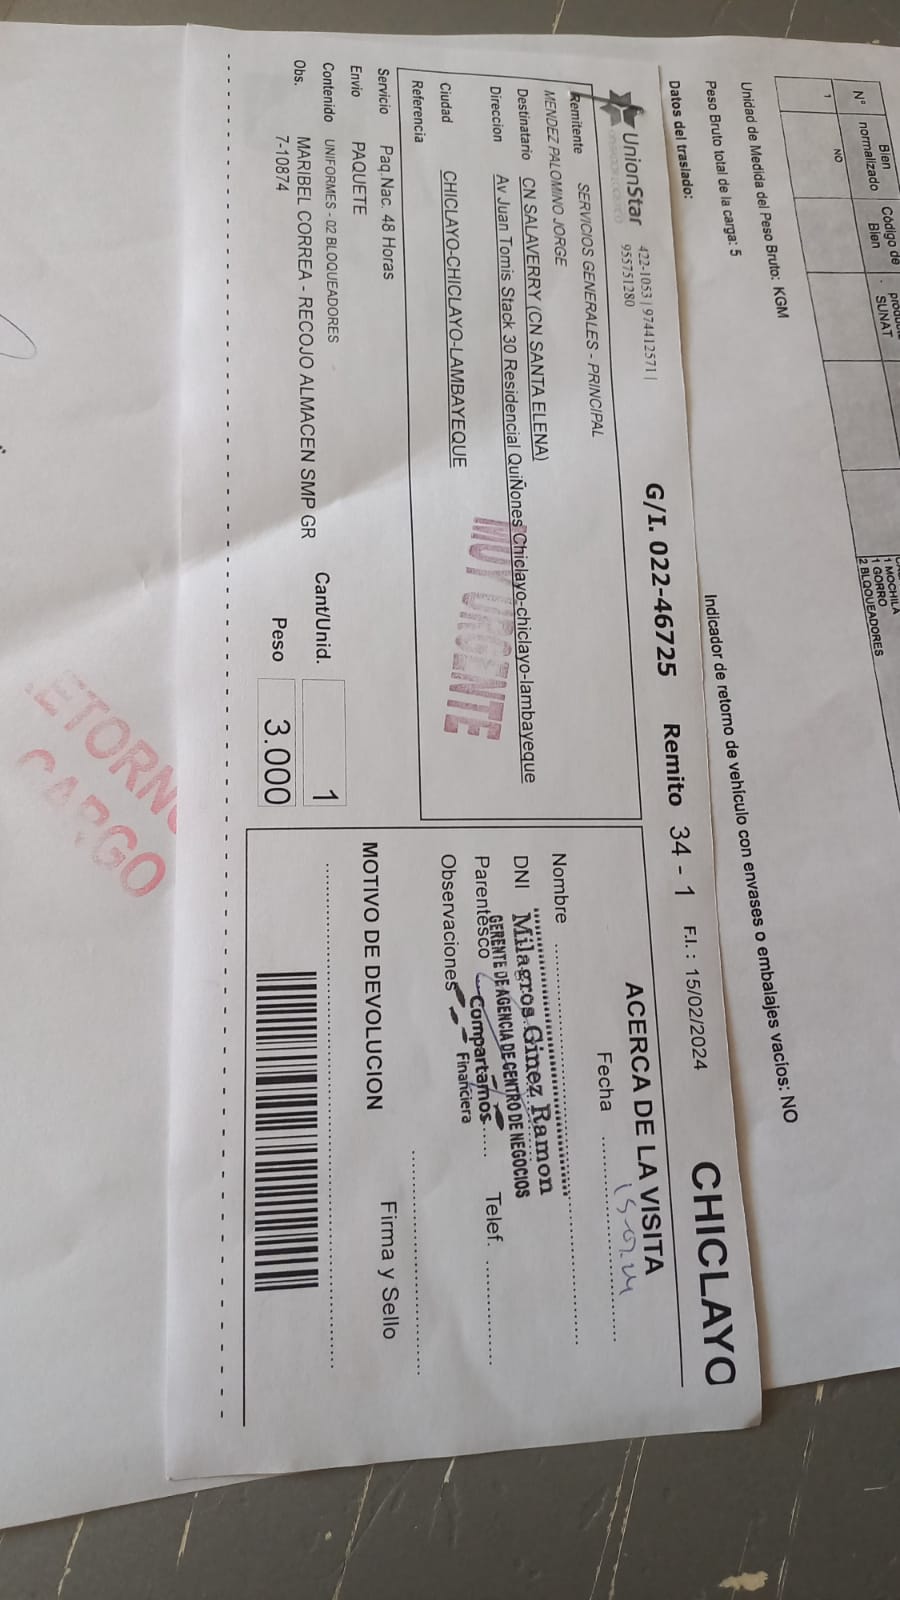 N°
Bien
normalizado
Código de
Bien
SUNAT
1
NO
1 MOCHILA
1 GORRO
2 BLOQUEADORES
Unidad de Medida del Peso Bruto: KGM
Peso Bruto total de la carga: 5
Indicador de retorno de vehículo con envases o embalajes vacíos: NO
Datos del traslado:
UnionStar
422-1053 | 974412571 |
955751280
G/I. 022-46725 Remito 34 - 1 F.I.: 15/02/2024 CHICLAYO
Remitente SERVICIOS GENERALES - PRINCIPAL
MENDEZ PALOMINO JORGE
Destinatario CN SALAVERRY (CN SANTA ELENA)
Direccion Av Juan Tomis Stack 30 Residencial QuiÑones Chiclayo-chiclayo-lambayeque
Ciudad CHICLAYO-CHICLAYO-LAMBAYEQUE
Referencia
MUY URGENTE
Servicio Paq.Nac. 48 Horas
Envio PAQUETE
Contenido UNIFORMES - 02 BLOQUEADORES
Obs. MARIBEL CORREA - RECOJO ALMACEN SMP GR
7-10874
Cant/Unid. 1
Peso 3.000
ACERCA DE LA VISITA
Fecha
Nombre
DNI
Milagros Ginez Ramon
GERENTE DE AGENCIA DE CENTRO DE NEGOCIOS
Compartamos
Financiera
Parentesco
Telef.
Observaciones
MOTIVO DE DEVOLUCION
Firma y Sello
CARGO